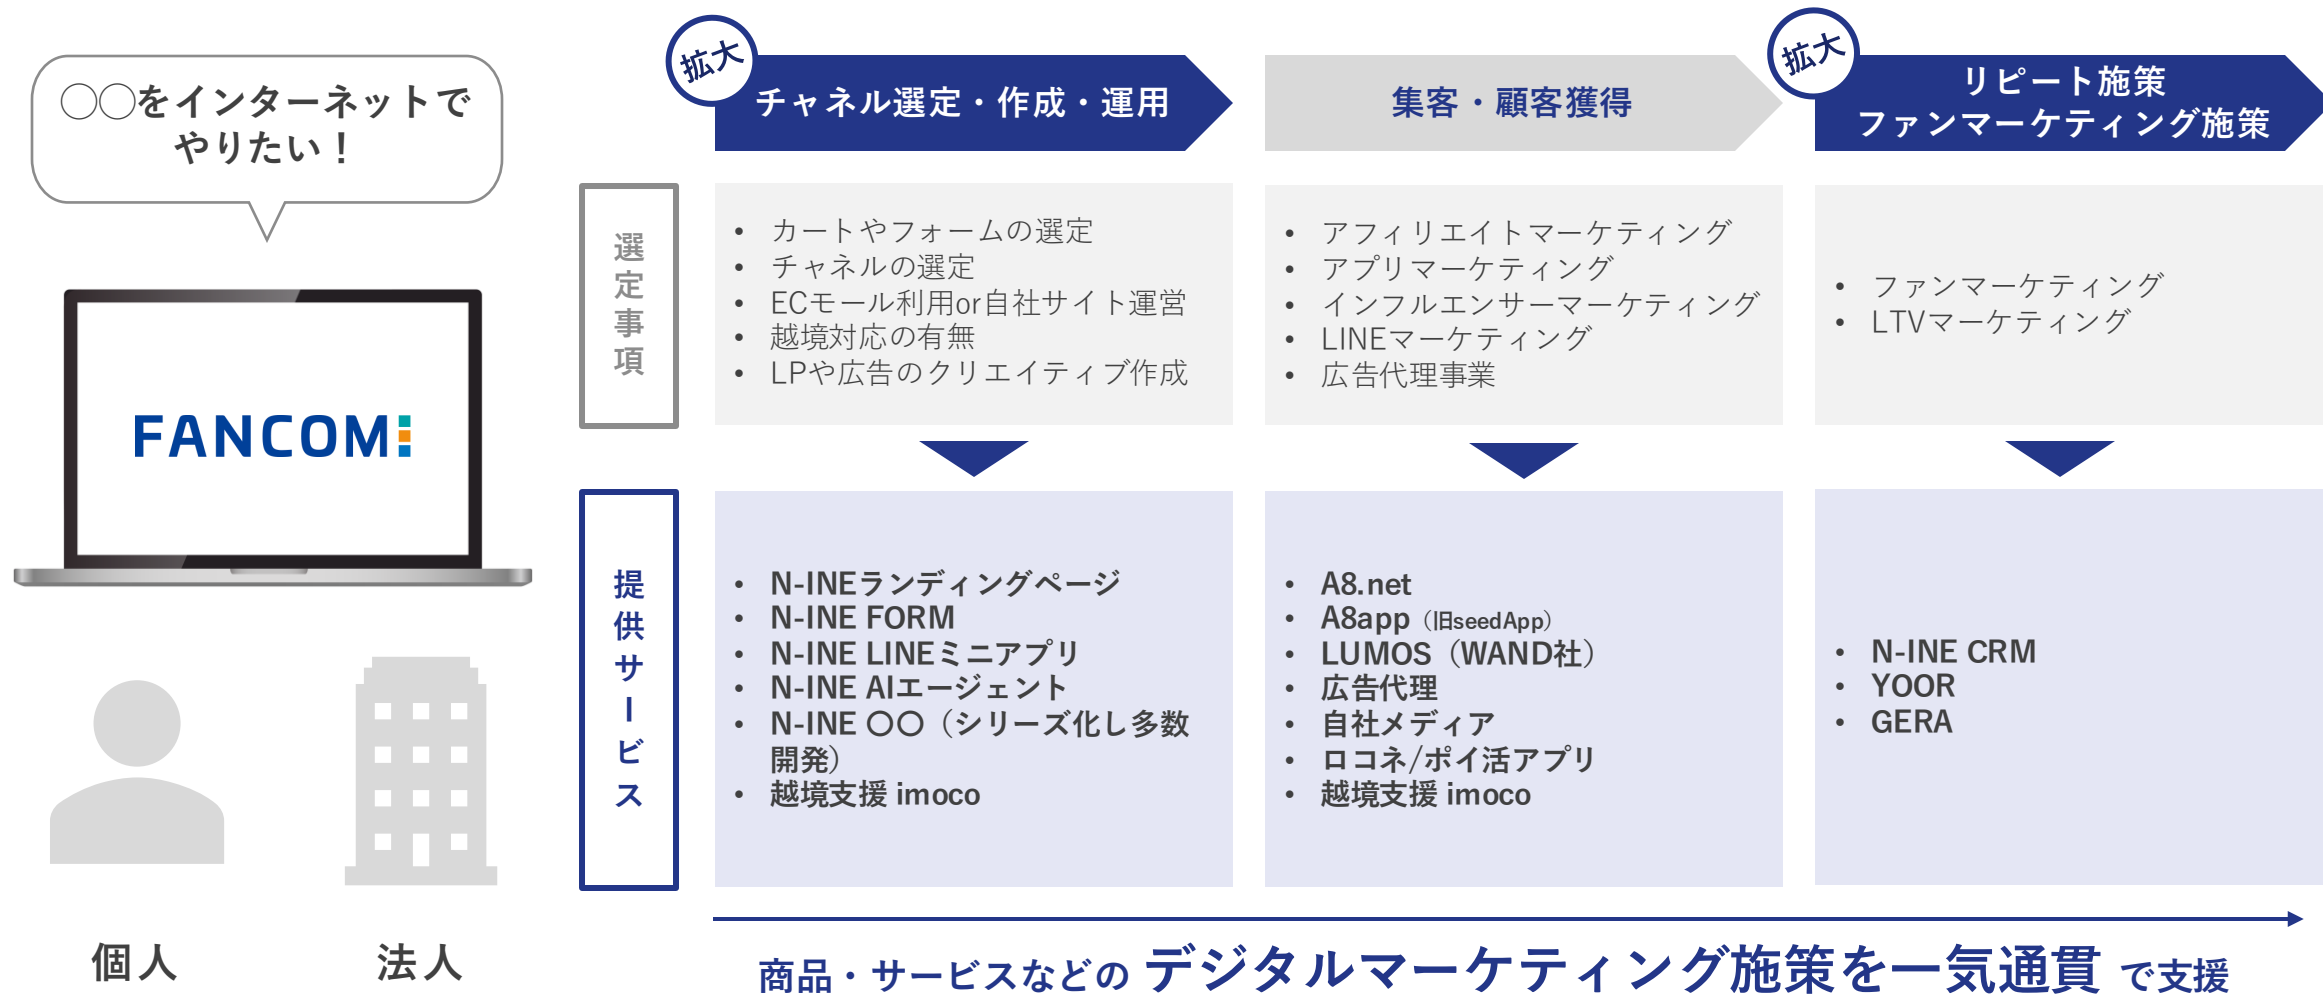 ◯◯をインターネットで
やりたい！
FANCOMI
個人
法人
拡大
チャネル選定・作成・運用
集客・顧客獲得
拡大
リピート施策
ファンマーケティング施策
選定事項
• カートやフォームの選定
• チャネルの選定
• ECモール利用or自社サイト運営
• 越境対応の有無
• LPや広告のクリエイティブ作成
• アフィリエイトマーケティング
• アプリマーケティング
• インフルエンサーマーケティング
• LINEマーケティング
• 広告代理事業
• ファンマーケティング
• LTVマーケティング
提供サービス
• N-INEランディングページ
• N-INE FORM
• N-INE LINEミニアプリ
• N-INE AIエージェント
• N-INE 〇〇（シリーズ化し多数
開発）
• 越境支援 imoco
• A8.net
• A8app（旧seedApp）
• LUMOS（WAND社）
• 広告代理
• 自社メディア
• ロコネ/ポイ活アプリ
• 越境支援 imoco
• N-INE CRM
• YOOR
• GERA
商品・サービスなどの デジタルマーケティング施策を一気通貫 で支援